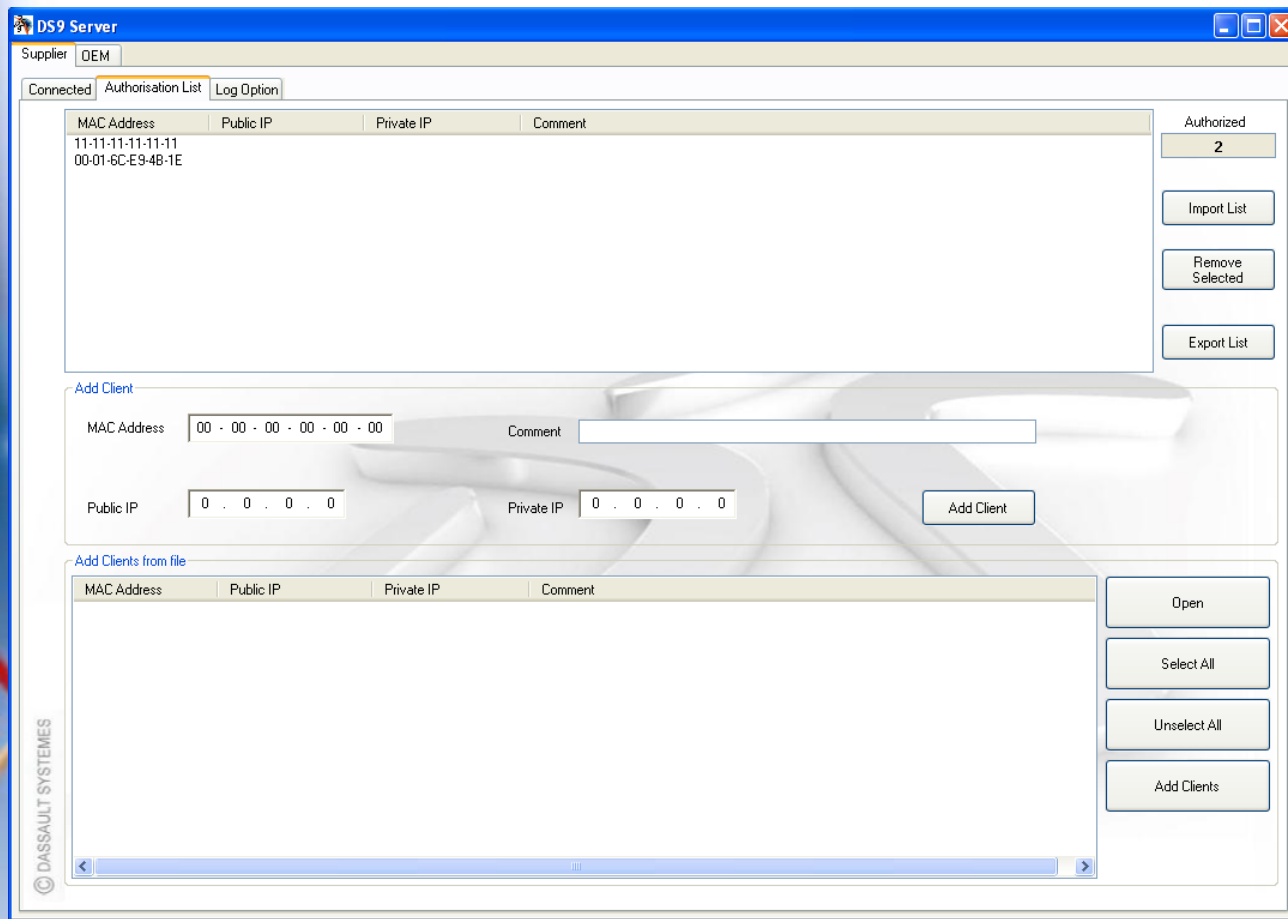 DS9 Server
Supplier OEM
Connected Authorisation List Log Option
MAC Address Public IP Private IP Comment
11-11-11-11-11-11
00-01-6C-E9-4B-1E
Authorized
2
Import List
Remove
Selected
Export List
Add Client
MAC Address 00 - 00 - 00 - 00 - 00 - 00 Comment
Public IP 0 . 0 . 0 . 0 Private IP 0 . 0 . 0 . 0 Add Client
Add Clients from file
MAC Address Public IP Private IP Comment
Open
Select All
Unselect All
Add Clients
© DASSAULT SYSTEMES